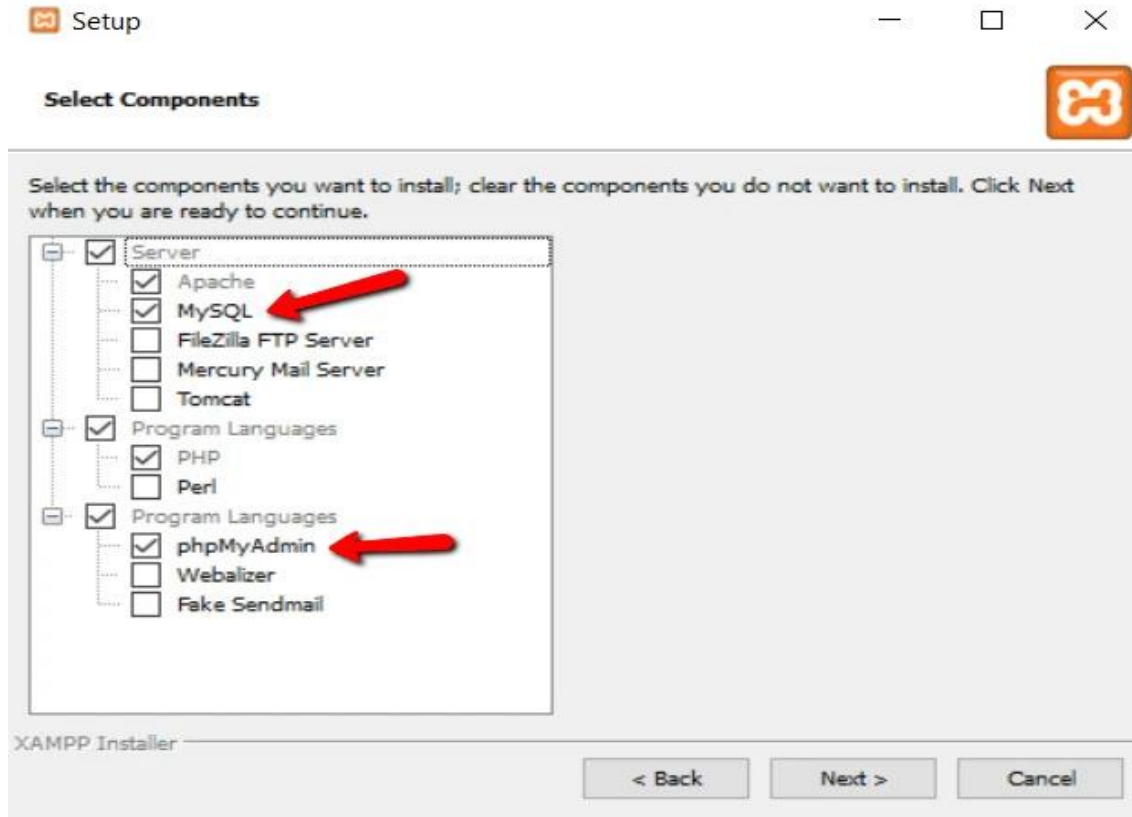 Setup
Select Components
Select the components you want to install; clear the components you do not want to install. Click Next
when you are ready to continue.
Server
Apache
MySQL
FileZilla FTP Server
Mercury Mail Server
Tomcat
Program Languages
PHP
Perl
Program Languages
phpMyAdmin
Webalizer
Fake Sendmail
XAMPP Installer
< Back
Next >
Cancel